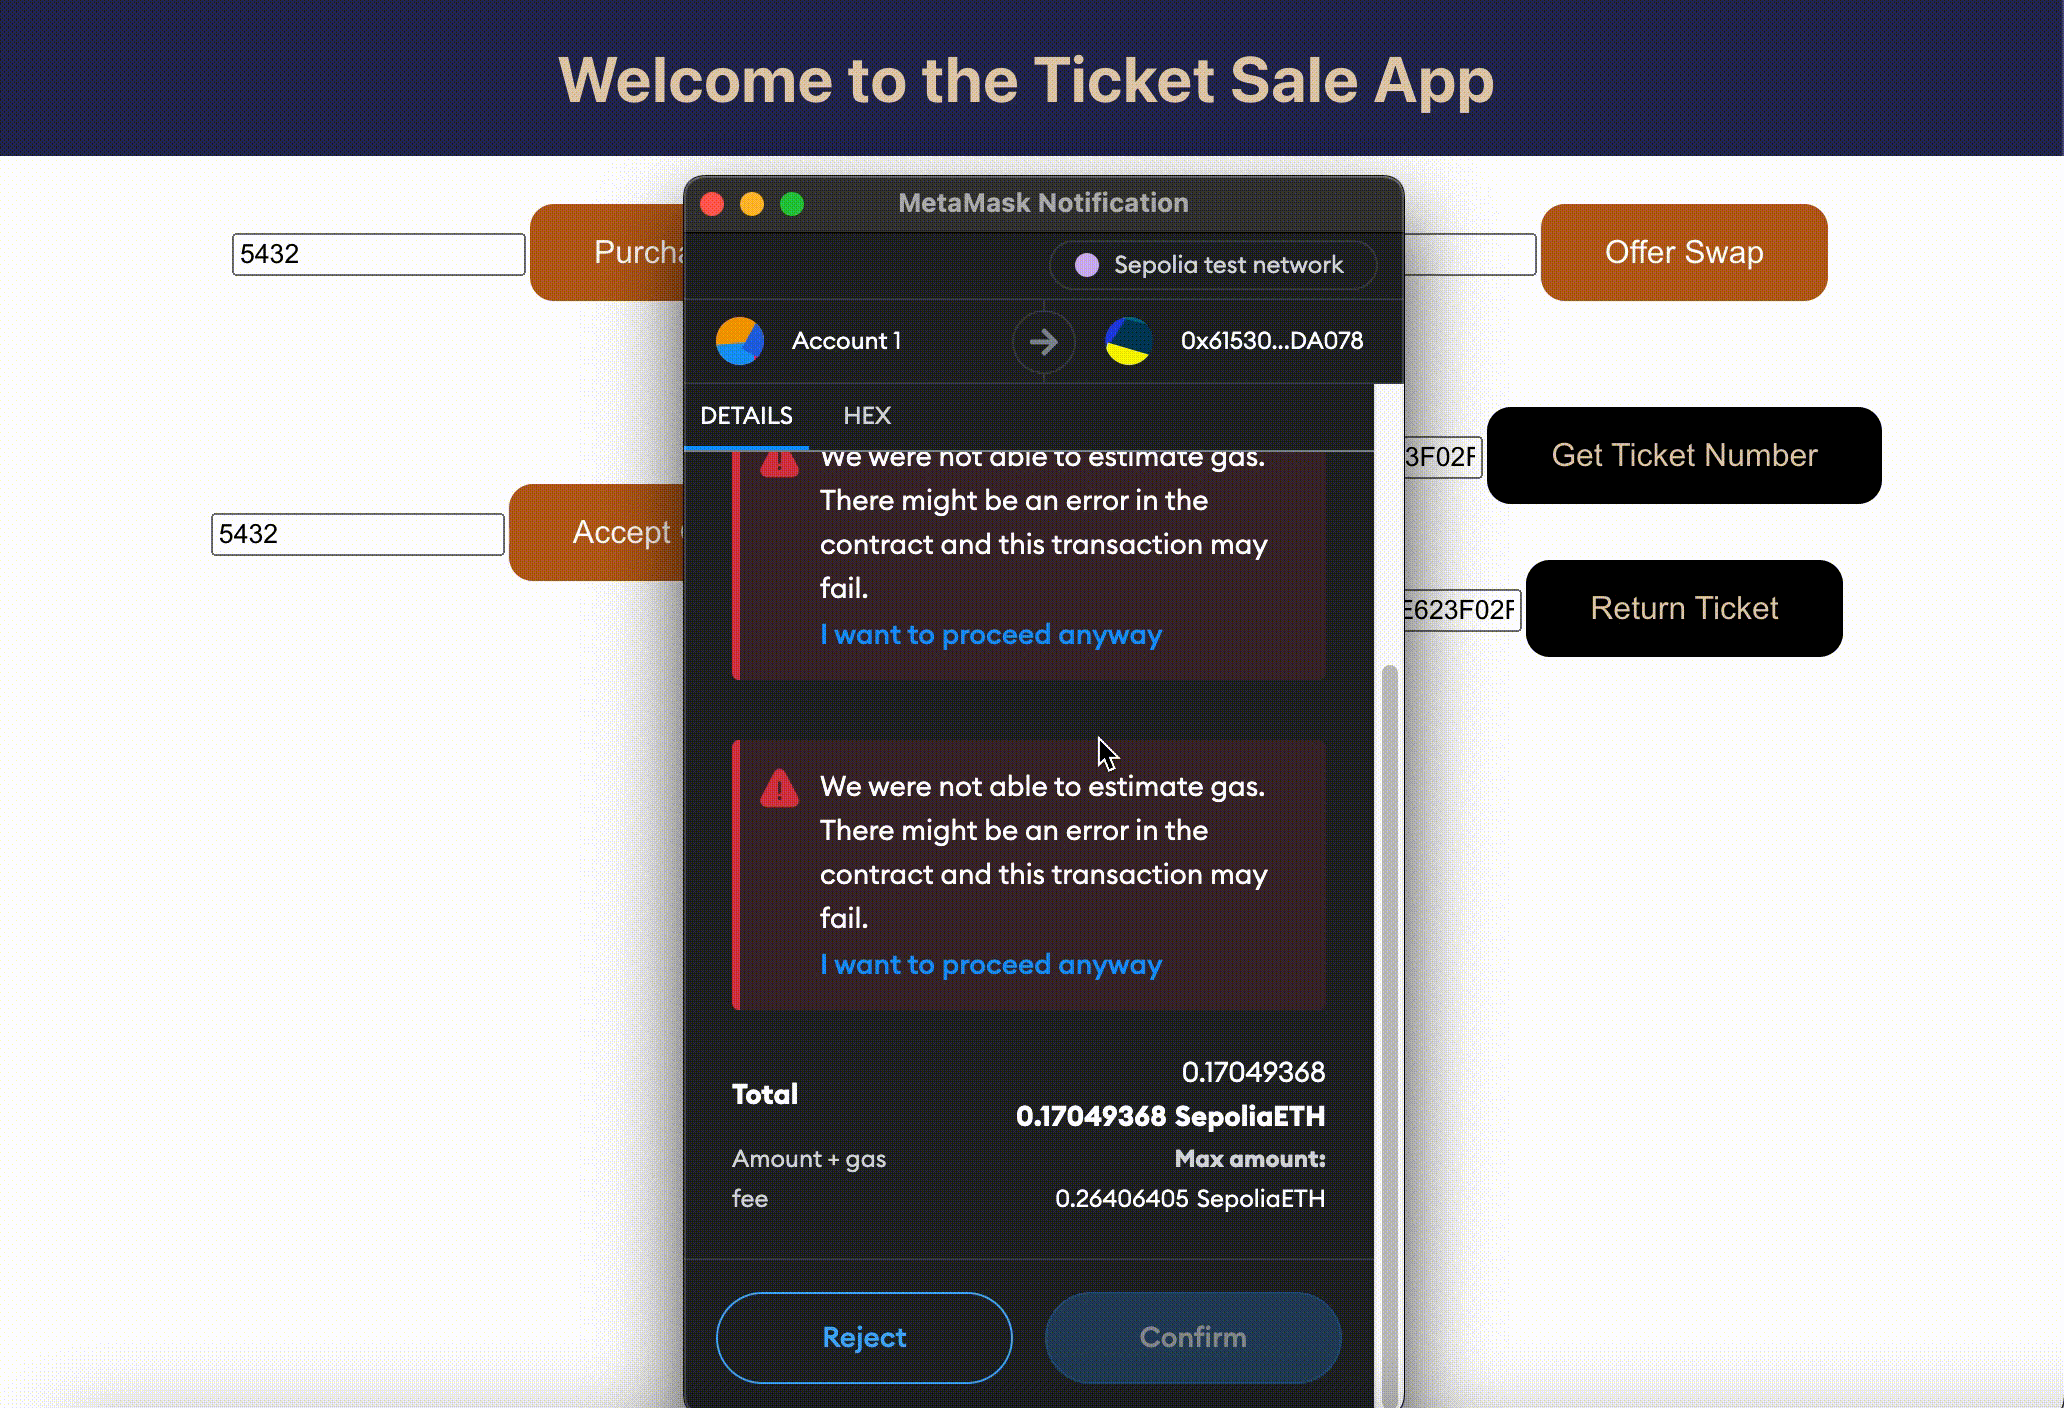 Welcome to the Ticket Sale App
MetaMask Notification
5432
Purcha
Offer Swap
Sepolia test network
Account 1
0x61530...DA078
DETAILS
HEX
3F02F
Get Ticket Number
We were not able to estimate gas.
There might be an error in the
contract and this transaction may
fail.
I want to proceed anyway
5432
Accept
623F02F
Return Ticket
We were not able to estimate gas.
There might be an error in the
contract and this transaction may
fail.
I want to proceed anyway
Total
0.17049368
0.17049368 SepoliaETH
Amount + gas
fee
Max amount:
0.26406405 SepoliaETH
Reject
Confirm